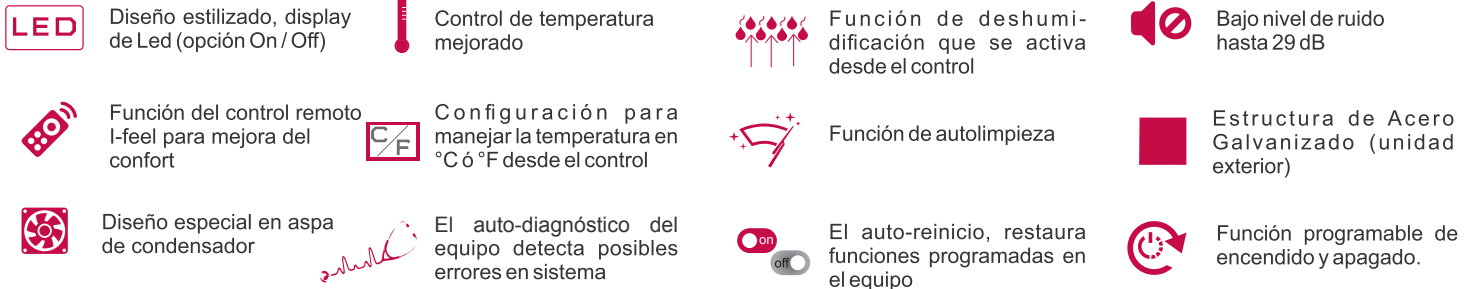 LED
Diseño estilizado, display
de Led (opción On / Off)
Control de temperatura
mejorado
Función de deshumi-
dificación que se activa
desde el control
Bajo nivel de ruido
hasta 29 dB
Función del control remoto
I-feel para mejora del
confort
C/F
Configuración para
manejar la temperatura en
°C ó °F desde el control
Función de autolimpieza
Estructura de Acero
Galvanizado (unidad
exterior)
Diseño especial en aspa
de condensador
El auto-diagnóstico del
equipo detecta posibles
errores en sistema
on
off
El auto-reinicio, restaura
funciones programadas en
el equipo
Función programable de
encendido y apagado.